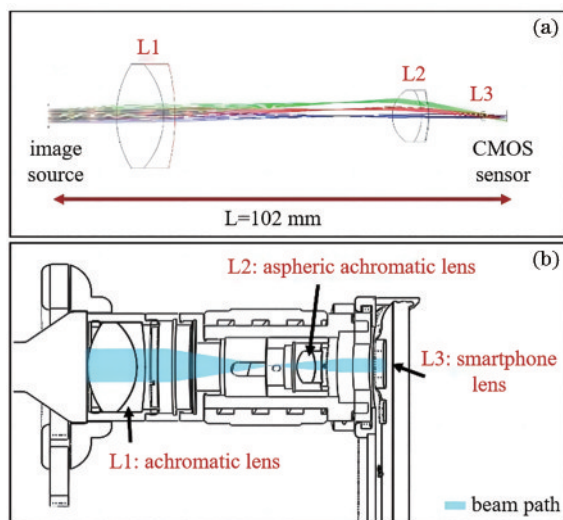 (a)
L1
L2
L3
image
source
CMOS
sensor
L=102 mm
(b)
L2: aspheric achromatic lens
L3: smartphone
lens
L1: achromatic lens
beam path